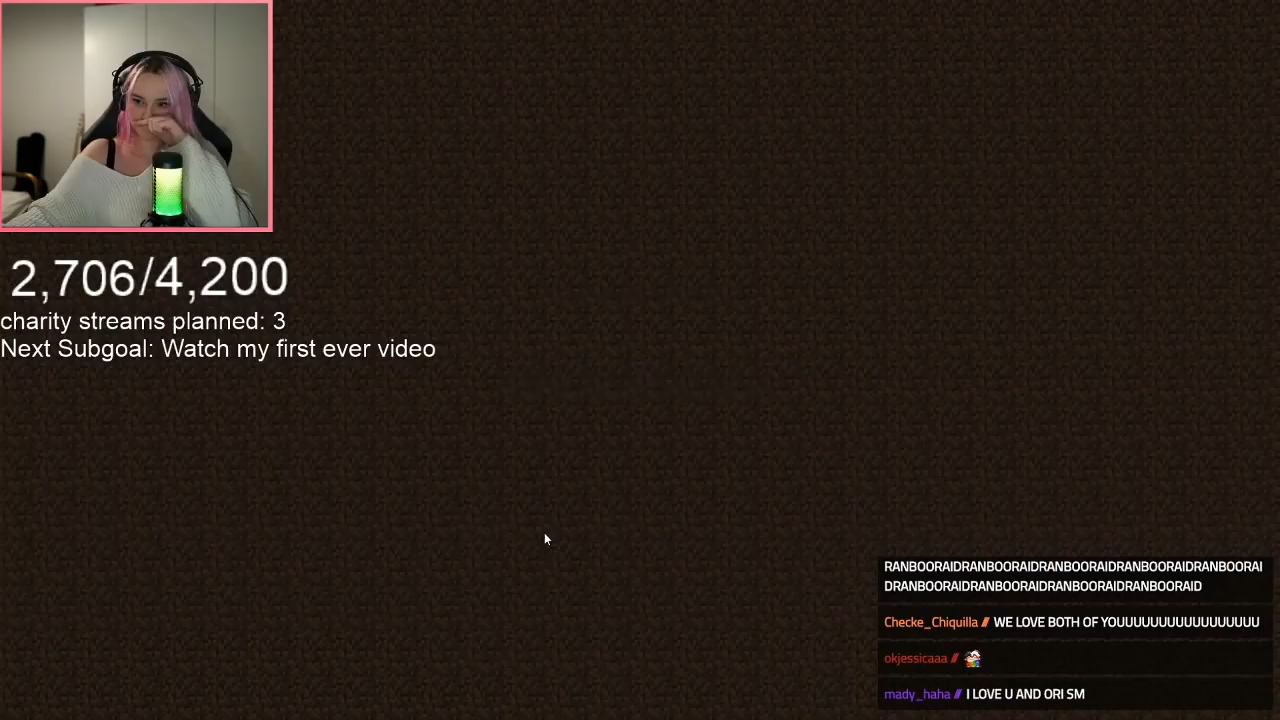 2,706/4,200
charity streams planned: 3
Next Subgoal: Watch my first ever video
RANBOORAIDRANBOORAIDRANBOORAIDRANBOORAIDRANBOORAI
DRANBOORAIDRANBOORAIDRANBOORAIDRANBOORAID
Checke_Chiquilla // WE LOVE BOTH OF YOUUUUUUUUUUUUUUUUU
okjessicaaa //
mady_haha // I LOVE U AND ORI SM